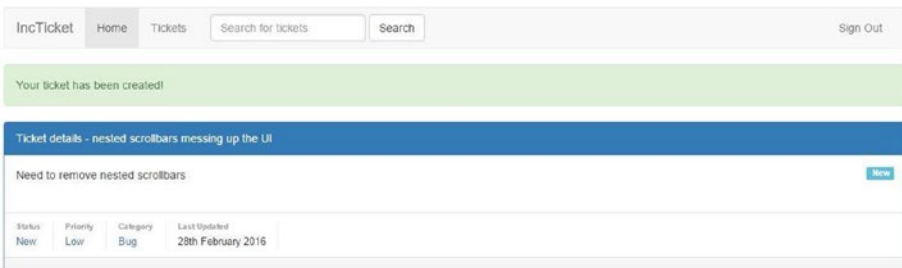 IncTicket Home Tickets Search for tickets Search Sign Out
Your ticket has been created!
Ticket details - nested scrollbars messing up the UI
Need to remove nested scrollbars New
Status Priority Category Last Updated
New Low Bug 28th February 2016